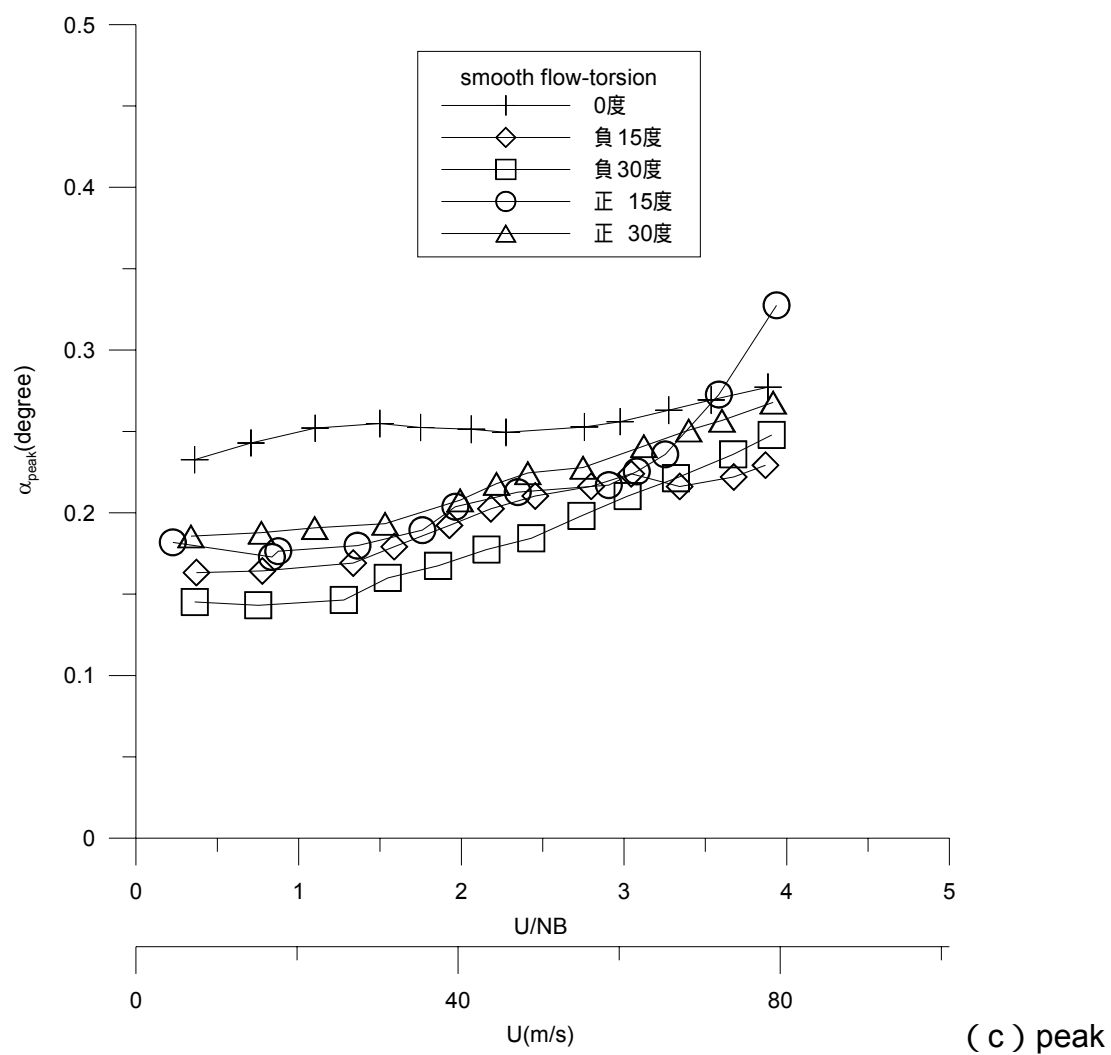 0.5
smooth flow-torsion
0度
負15度
0.4
負30度
正 15度
正 30度
0.3
αpeak(degree)
0.2
0.1
0
0 1 2 3 4 5
U/NB
0 40 80
U(m/s)
(c) peak